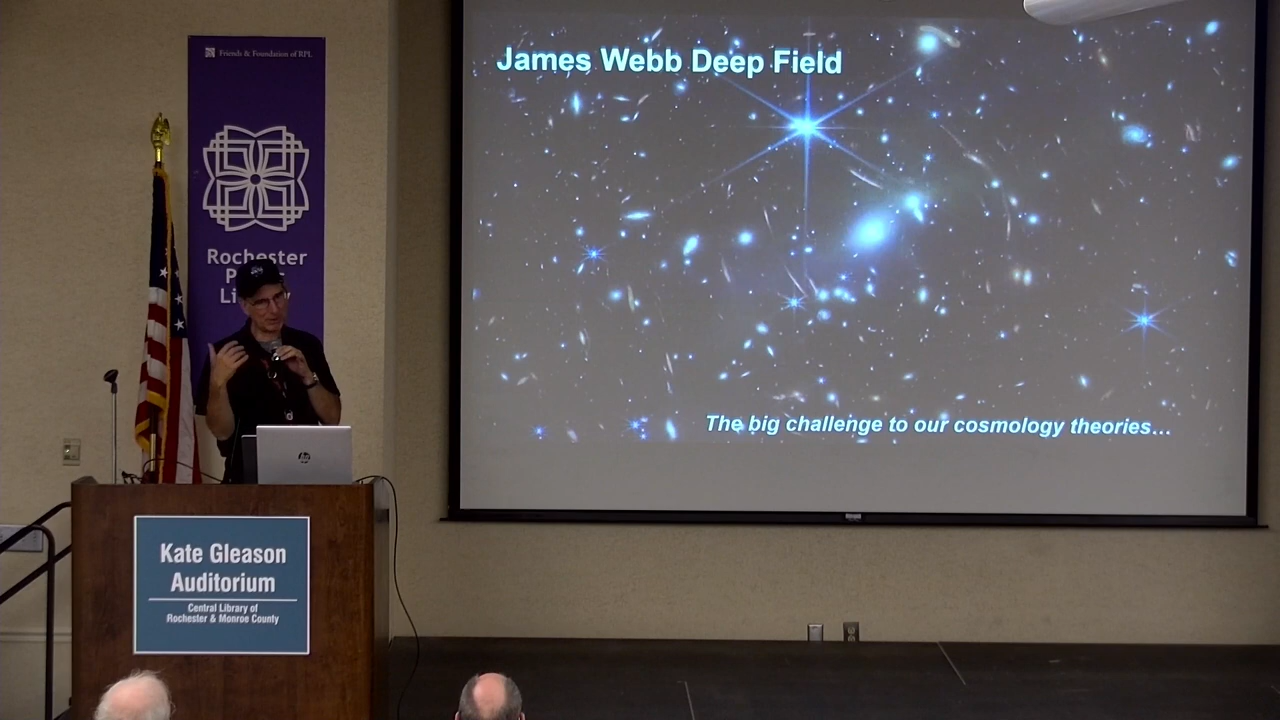 Friends & Foundation of RPL
Rochester
James Webb Deep Field
The big challenge to our cosmology theories...
hp
Kate Gleason
Auditorium
Central Library of
Rochester & Monroe County